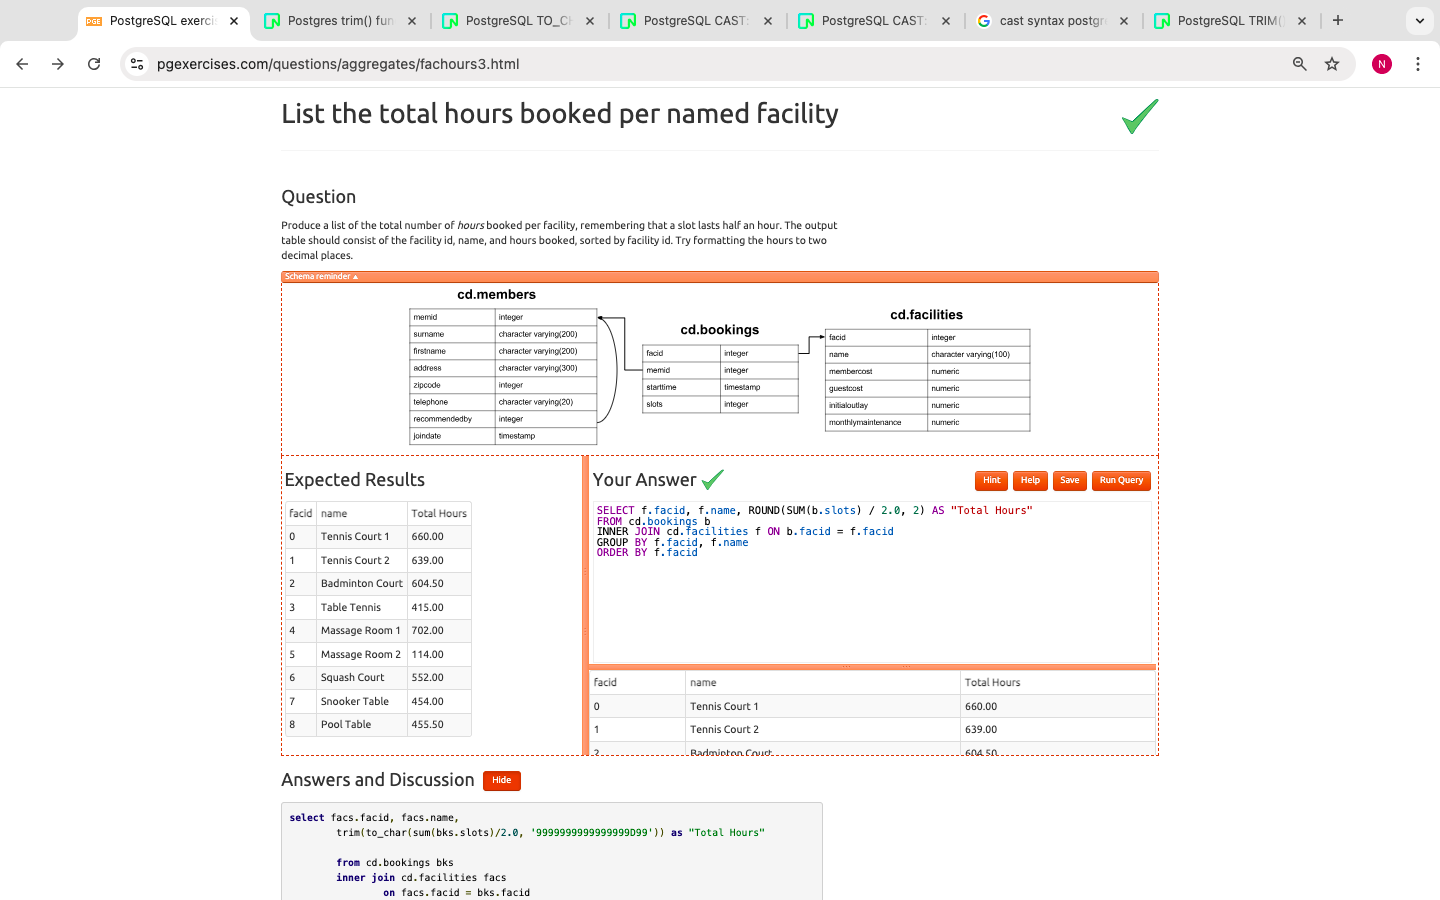 PostgreSQL exercis
Postgres trim() fun
PostgreSQL TO_CH
PostgreSQL CAST:
PostgreSQL CAST:
cast syntax postgr
PostgreSQL TRIM()
pgexercises.com/questions/aggregates/fachours3.html
N
List the total hours booked per named facility
Question
Produce a list of the total number of hours booked per facility, remembering that a slot lasts half an hour. The output
table should consist of the facility id, name, and hours booked, sorted by facility id. Try formatting the hours to two
decimal places.
Schema reminder
cd.members
memid integer
surname character varying(200)
firstname character varying(200)
address character varying(300)
zipcode integer
telephone character varying(20)
recommendedby integer
joindate timestamp
cd.bookings
facid integer
memid integer
starttime timestamp
slots integer
cd.facilities
facid integer
name character varying(100)
membercost numeric
guestcost numeric
initialoutlay numeric
monthlymaintenance numeric
Expected Results
facid name Total Hours
0 Tennis Court 1 660.00
1 Tennis Court 2 639.00
2 Badminton Court 604.50
3 Table Tennis 415.00
4 Massage Room 1 702.00
5 Massage Room 2 114.00
6 Squash Court 552.00
7 Snooker Table 454.00
8 Pool Table 455.50
Your Answer
Hint Help Save Run Query
SELECT f.facid, f.name, ROUND(SUM(b.slots) / 2.0, 2) AS "Total Hours"
FROM cd.bookings b
INNER JOIN cd.facilities f ON b.facid = f.facid
GROUP BY f.facid, f.name
ORDER BY f.facid
facid name Total Hours
0 Tennis Court 1 660.00
1 Tennis Court 2 639.00
2 Badminton Court 604.50
Answers and Discussion Hide
select facs.facid, facs.name,
trim(to_char(sum(bks.slots)/2.0, '9999999999999999D99')) as "Total Hours"
from cd.bookings bks
inner join cd.facilities facs
on facs.facid = bks.facid